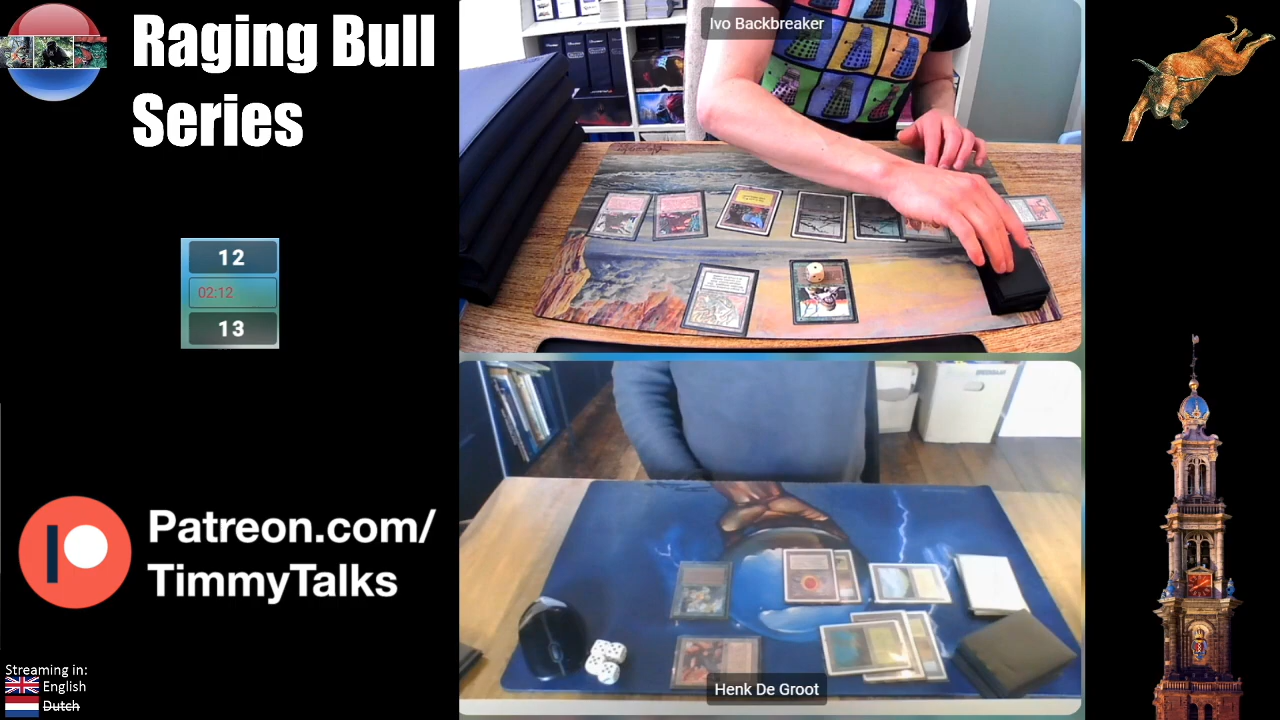 Raging Bull
Series
Ivo Backbreaker
12
02:12
13
Patreon.com/
TimmyTalks
Streaming in:
English
Dutch
Henk De Groot